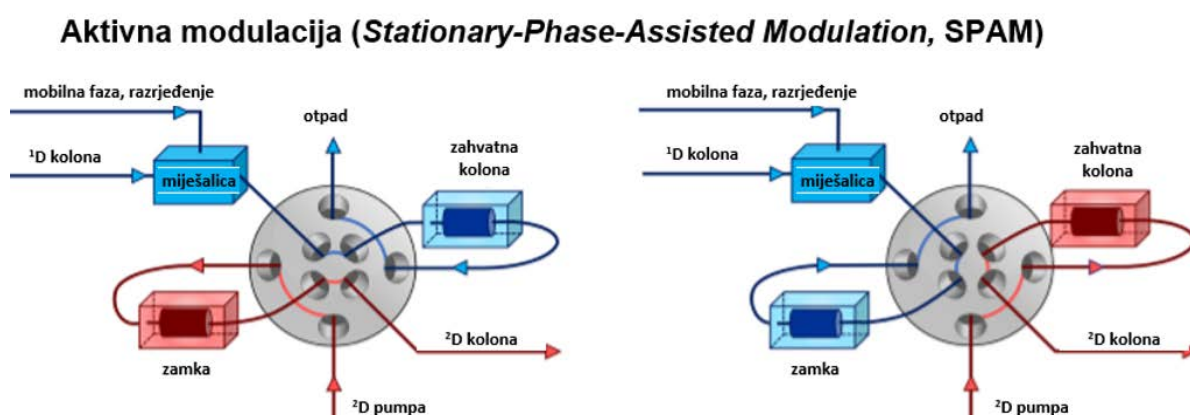 Aktivna modulacija (Stationary-Phase-Assisted Modulation, SPAM)
mobilna faza, razrjeđenje
¹D kolona
miješalica
otpad
zahvatna
kolona
zamka
²D kolona
²D pumpa
mobilna faza, razrjeđenje
¹D kolona
miješalica
otpad
zahvatna
kolona
zamka
²D kolona
²D pumpa